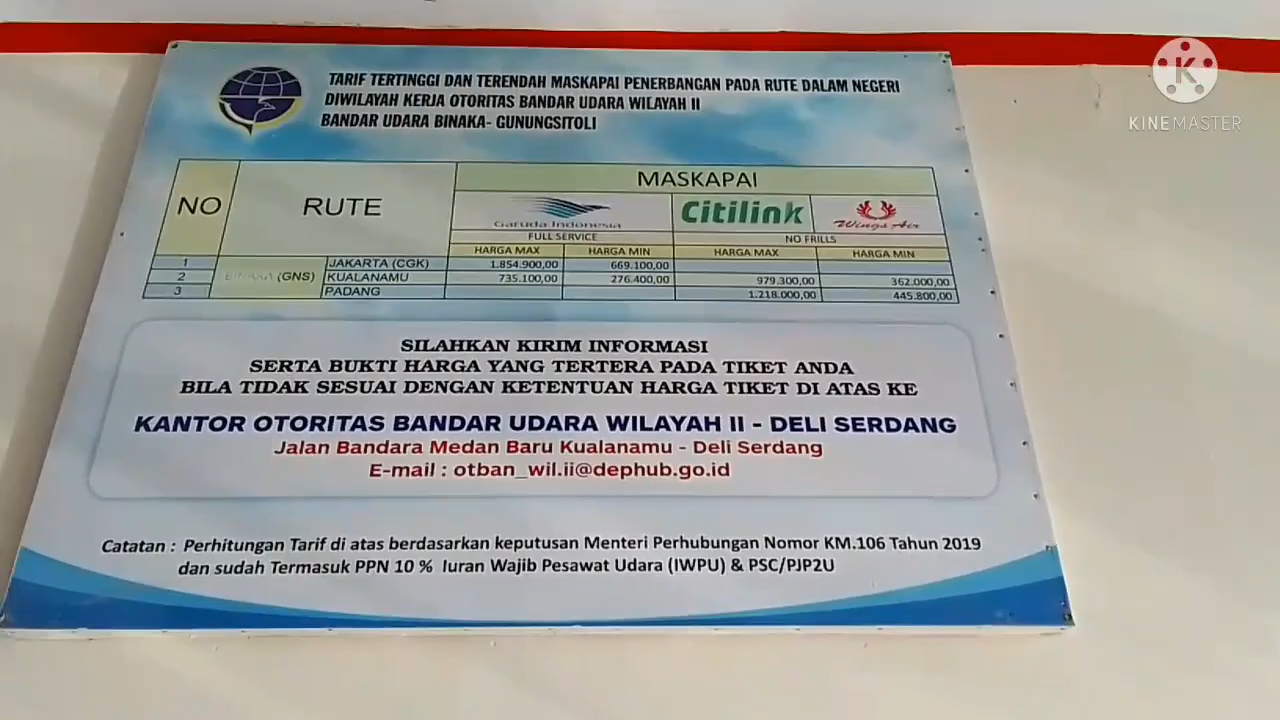 TARIF TERTINGGI DAN TERENDAH MASKAPAI PENERBANGAN PADA RUTE DALAM NEGERI
DIWILAYAH KERJA OTORITAS BANDAR UDARA WILAYAH II
BANDAR UDARA BINAKA- GUNUNGSITOLI
K
KINEMASTER
NO RUTE MASKAPAI
Garuda Indonesia Citilink Wings Air
FULL SERVICE NO FRILLS
HARGA MAX HARGA MIN HARGA MAX HARGA MIN
1 JAKARTA (CGK) 1.854.900,00 669.100,00
2 BINAKA (GNS) KUALANAMU 735.100,00 276.400,00 979.300,00 362.000,00
3 PADANG 1.218.000,00 445.800,00
SILAHKAN KIRIM INFORMASI
SERTA BUKTI HARGA YANG TERTERA PADA TIKET ANDA
BILA TIDAK SESUAI DENGAN KETENTUAN HARGA TIKET DI ATAS KE
KANTOR OTORITAS BANDAR UDARA WILAYAH II - DELI SERDANG
Jalan Bandara Medan Baru Kualanamu - Deli Serdang
E-mail : otban_wil.ii@dephub.go.id
Catatan : Perhitungan Tarif di atas berdasarkan keputusan Menteri Perhubungan Nomor KM.106 Tahun 2019
dan sudah Termasuk PPN 10 % Iuran Wajib Pesawat Udara (IWPU) & PSC/PJP2U